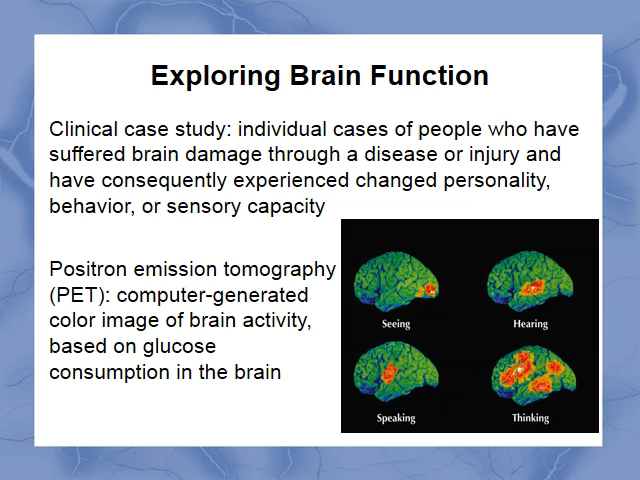 Exploring Brain Function
Clinical case study: individual cases of people who have
suffered brain damage through a disease or injury and
have consequently experienced changed personality,
behavior, or sensory capacity
Positron emission tomography
(PET): computer-generated
color image of brain activity,
based on glucose
consumption in the brain
Seeing
Hearing
Speaking
Thinking